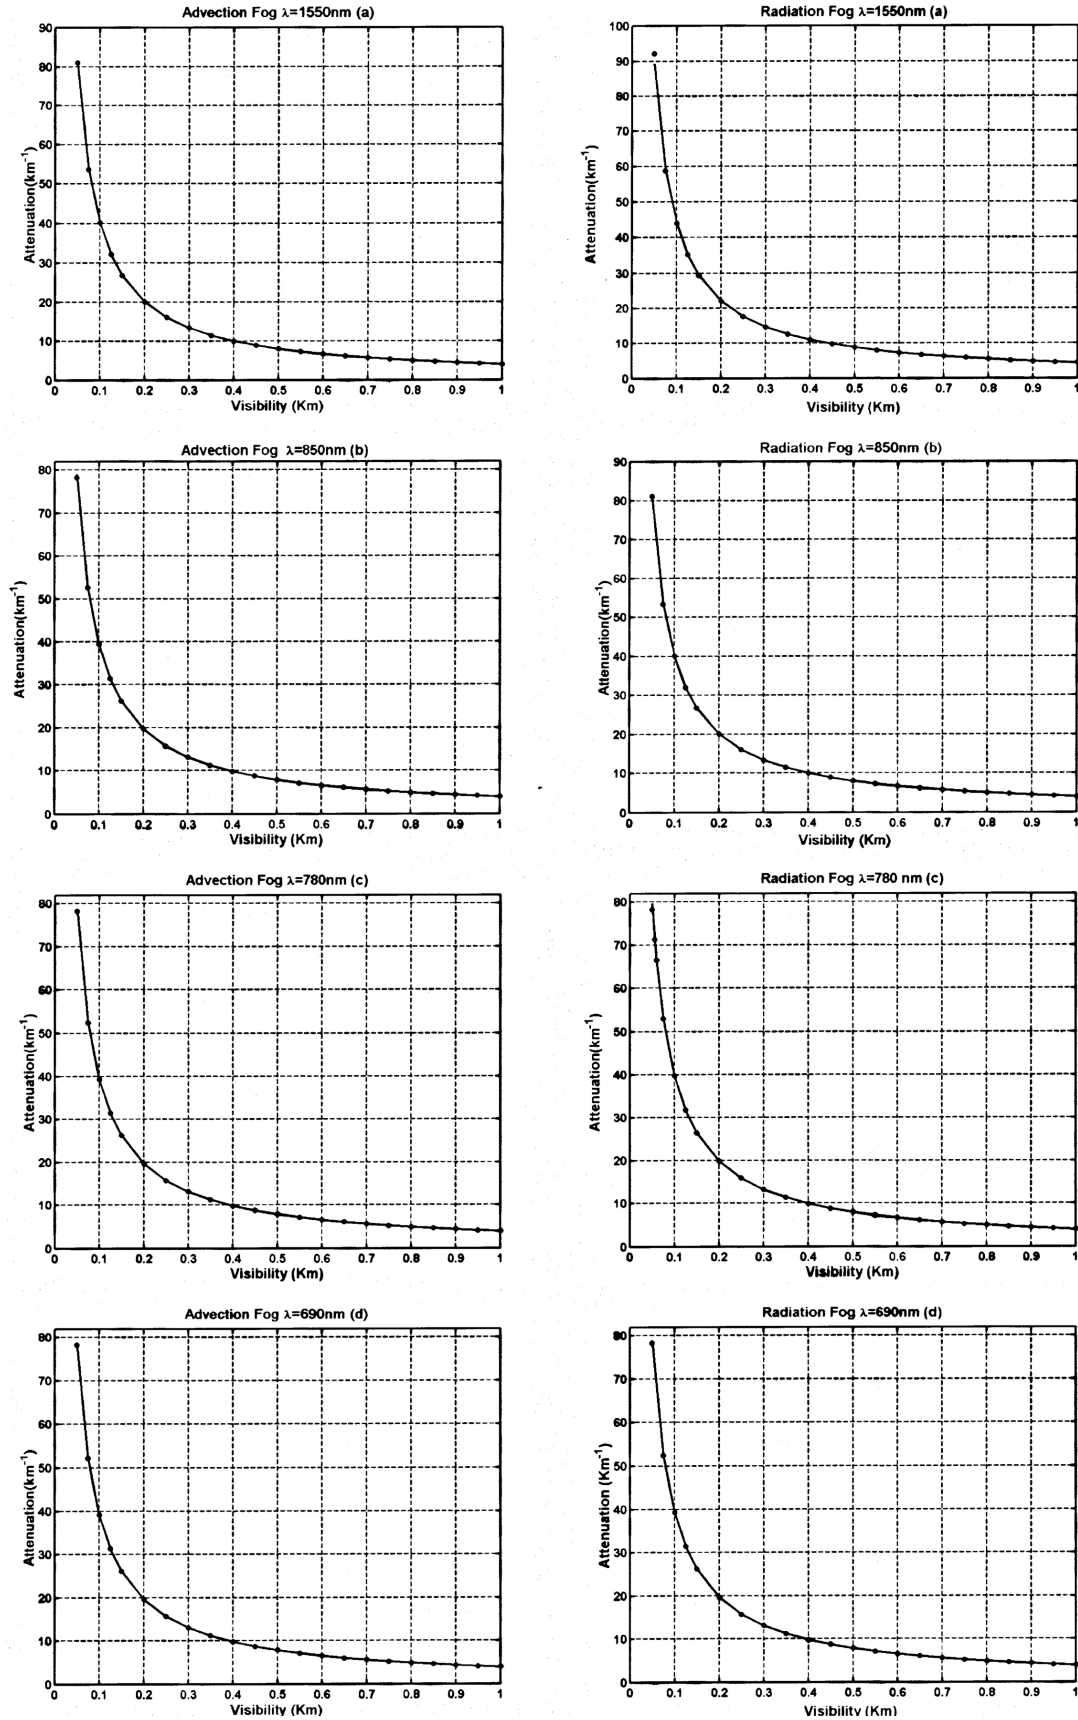 Advection Fog λ=1550nm (a)
90
80
70
60
50
40
30
20
10
0
Attenuation(km⁻¹)
0 0.1 0.2 0.3 0.4 0.5 0.6 0.7 0.8 0.9 1
Visibility (Km)
Radiation Fog λ=1550nm (a)
100
90
80
70
60
50
40
30
20
10
0
Attenuation(km⁻¹)
0 0.1 0.2 0.3 0.4 0.5 0.6 0.7 0.8 0.9 1
Visibility (Km)
Advection Fog λ=850nm (b)
80
70
60
50
40
30
20
10
0
Attenuation(km⁻¹)
0 0.1 0.2 0.3 0.4 0.5 0.6 0.7 0.8 0.9 1
Visibility (Km)
Radiation Fog λ=850nm (b)
90
80
70
60
50
40
30
20
10
0
Attenuation(km⁻¹)
0 0.1 0.2 0.3 0.4 0.5 0.6 0.7 0.8 0.9 1
Visibility (Km)
Advection Fog λ=780nm (c)
80
70
60
50
40
30
20
10
0
Attenuation(km⁻¹)
0 0.1 0.2 0.3 0.4 0.5 0.6 0.7 0.8 0.9 1
Visibility (Km)
Radiation Fog λ=780 nm (c)
80
70
60
50
40
30
20
10
0
Attenuation(km⁻¹)
0 0.1 0.2 0.3 0.4 0.5 0.6 0.7 0.8 0.9 1
Visibility (Km)
Advection Fog λ=690nm (d)
80
70
60
50
40
30
20
10
0
Attenuation(km⁻¹)
0 0.1 0.2 0.3 0.4 0.5 0.6 0.7 0.8 0.9 1
Visibility (Km)
Radiation Fog λ=690nm (d)
80
70
60
50
40
30
20
10
0
Attenuation (Km⁻¹)
0 0.1 0.2 0.3 0.4 0.5 0.6 0.7 0.8 0.9 1
Visibility (Km)